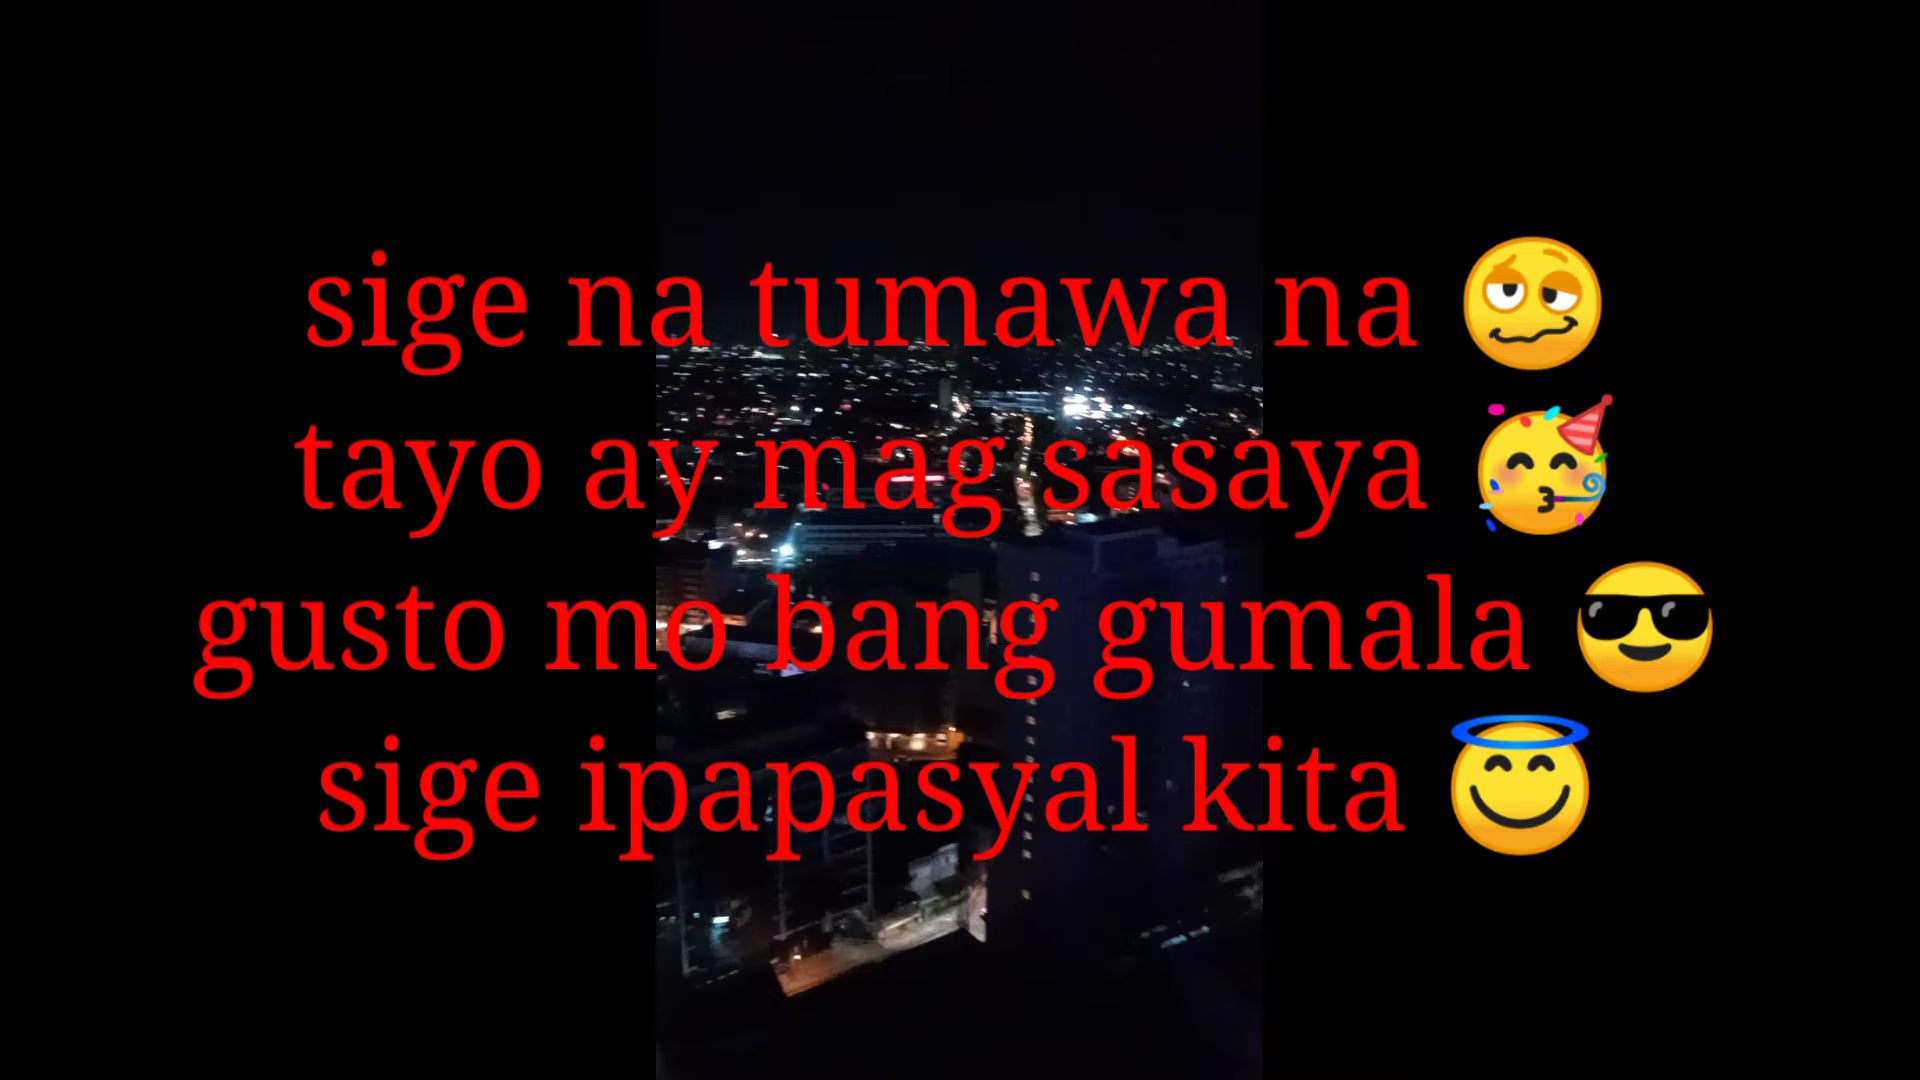 sige na tumawa na 🥴
tayo ay mag sasaya 🥳
gusto mo bang gumala 😎
sige ipapasyal kita 😇